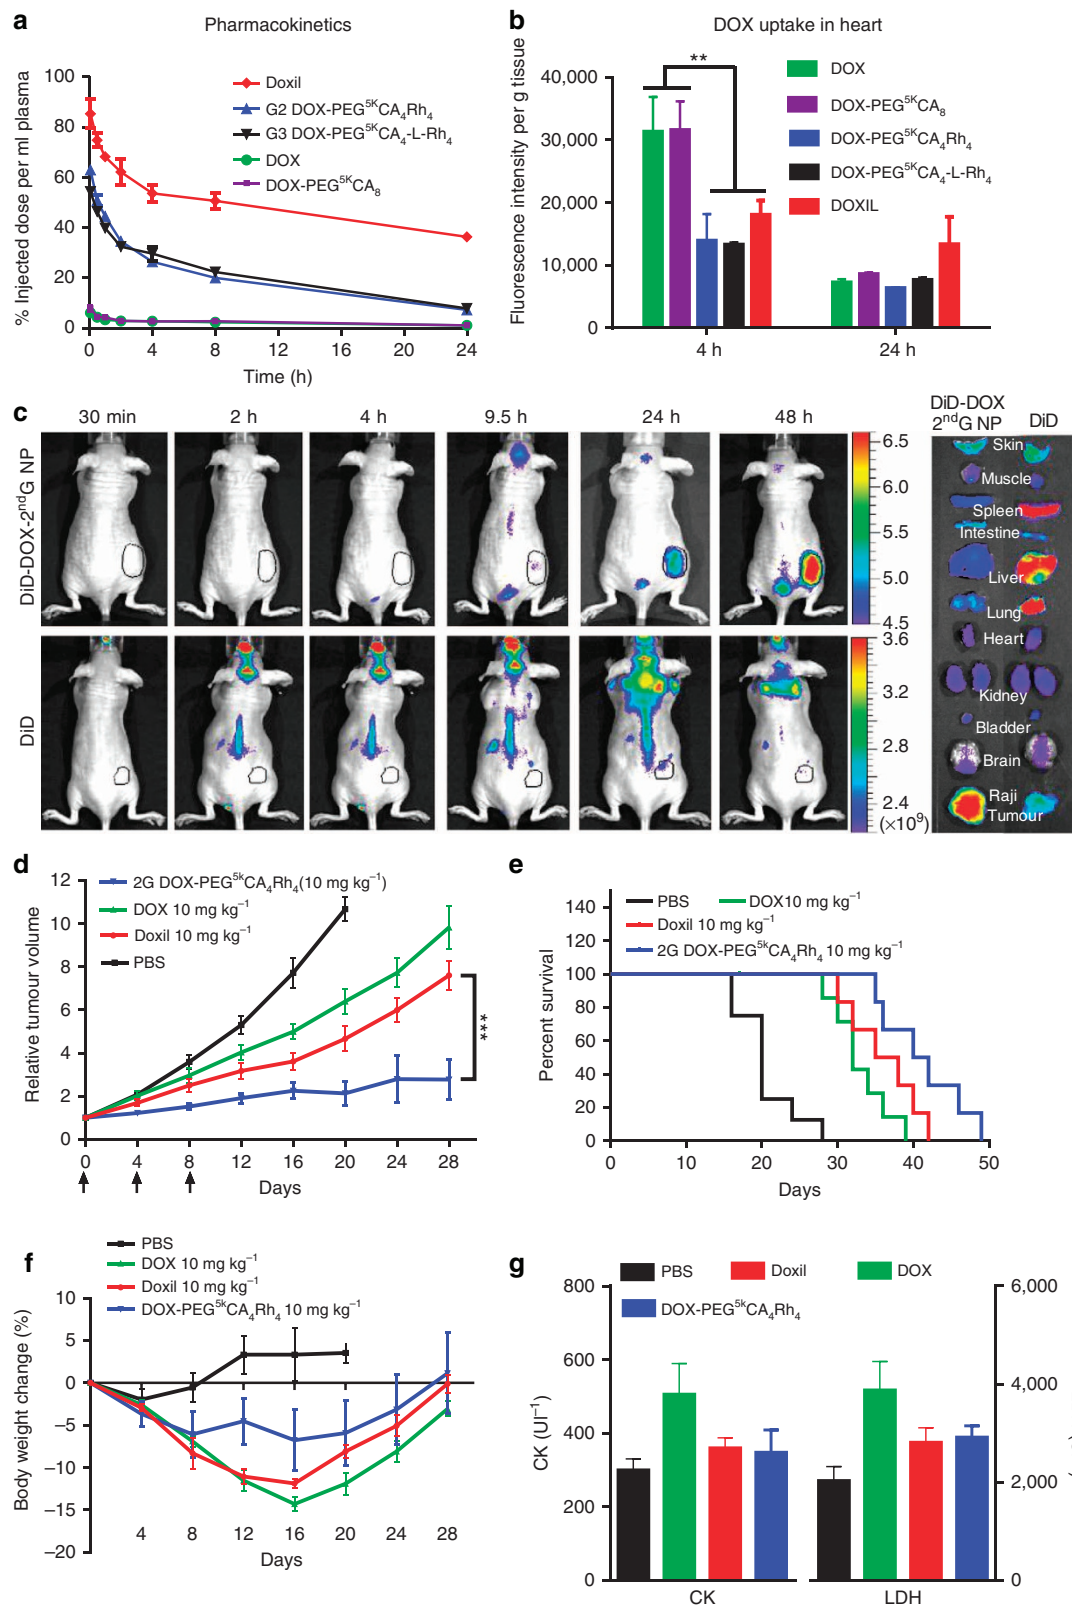 a
Pharmacokinetics
% Injected dose per ml plasma
100
80
60
40
20
0
Doxil
G2 DOX-PEG⁵ᴷCA₄Rh₄
G3 DOX-PEG⁵ᴷCA₄-L-Rh₄
DOX
DOX-PEG⁵ᴷCA₈
0 4 8 12 16 20 24
Time (h)
b
DOX uptake in heart
Fluorescence intensity per g tissue
40,000
30,000
20,000
10,000
0
**
DOX
DOX-PEG⁵ᴷCA₈
DOX-PEG⁵ᴷCA₄Rh₄
DOX-PEG⁵ᴷCA₄-L-Rh₄
DOXIL
4 h 24 h
c
30 min 2 h 4 h 9.5 h 24 h 48 h
DiD-DOX-2ⁿᵈG NP
DiD
6.5
6.0
5.5
5.0
4.5
3.6
3.2
2.8
2.4
(×10⁹)
DiD-DOX
2ⁿᵈG NP DiD
Skin
Muscle
Spleen
Intestine
Liver
Lung
Heart
Kidney
Bladder
Brain
Raji
Tumour
d
Relative tumour volume
12
10
8
6
4
2
0
2G DOX-PEG⁵ᵏCA₄Rh₄(10 mg kg⁻¹)
DOX 10 mg kg⁻¹
Doxil 10 mg kg⁻¹
PBS
***
0 4 8 12 16 20 24 28
Days
e
Percent survival
140
120
100
80
60
40
20
0
PBS DOX10 mg kg⁻¹
Doxil 10 mg kg⁻¹
2G DOX-PEG⁵ᵏCA₄Rh₄ 10 mg kg⁻¹
0 10 20 30 40 50
Days
f
PBS
DOX 10 mg kg⁻¹
Doxil 10 mg kg⁻¹
DOX-PEG⁵ᵏCA₄Rh₄ 10 mg kg⁻¹
Body weight change (%)
10
5
0
−5
−10
−15
−20
4 8 12 16 20 24 28
Days
g
PBS Doxil DOX
DOX-PEG⁵ᵏCA₄Rh₄
CK (UI⁻¹)
800
600
400
200
0
6,000
4,000
2,000
0
CK LDH